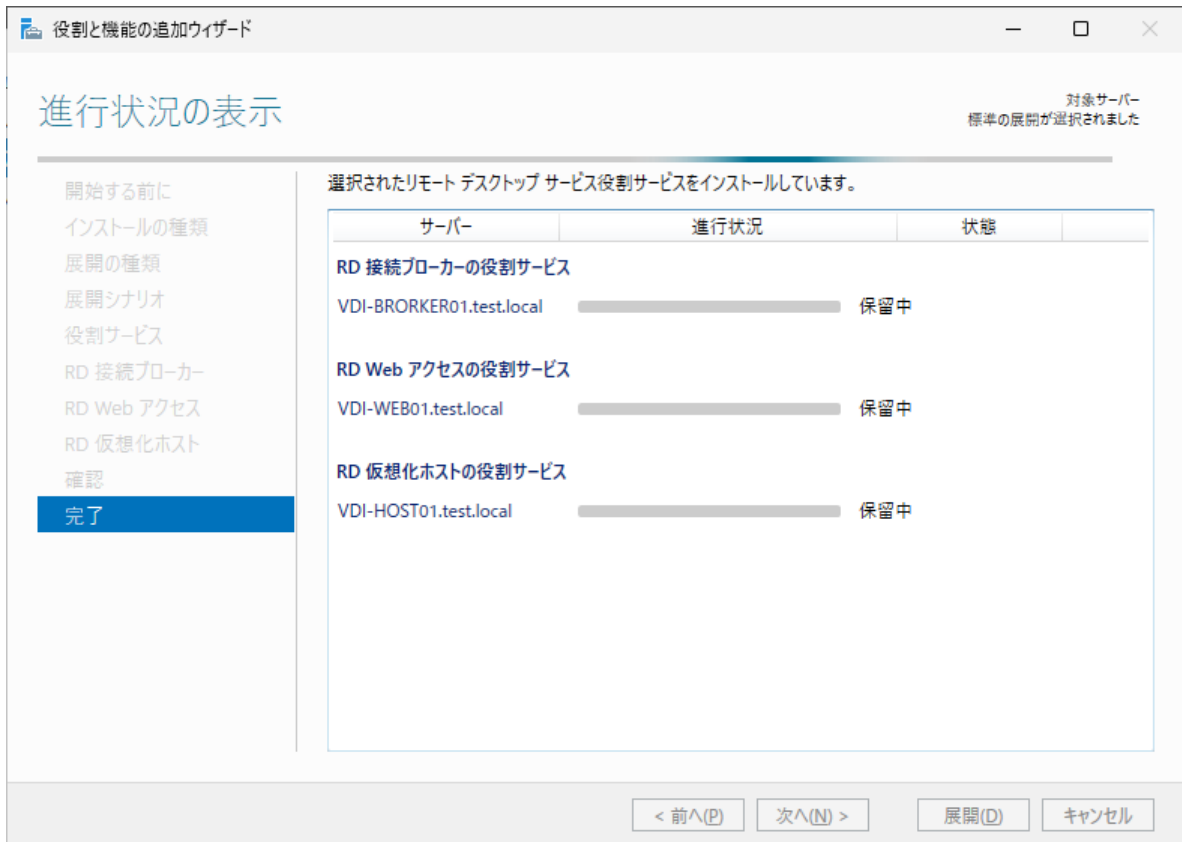 役割と機能の追加ウィザード
進行状況の表示
対象サーバー
標準の展開が選択されました
開始する前に
インストールの種類
展開の種類
展開シナリオ
役割サービス
RD 接続ブローカー
RD Web アクセス
RD 仮想化ホスト
確認
完了
選択されたリモート デスクトップ サービス役割サービスをインストールしています。
サーバー 進行状況 状態
RD 接続ブローカーの役割サービス
VDI-BRORKER01.test.local 保留中
RD Web アクセスの役割サービス
VDI-WEB01.test.local 保留中
RD 仮想化ホストの役割サービス
VDI-HOST01.test.local 保留中
< 前へ(P) 次へ(N) > 展開(D) キャンセル